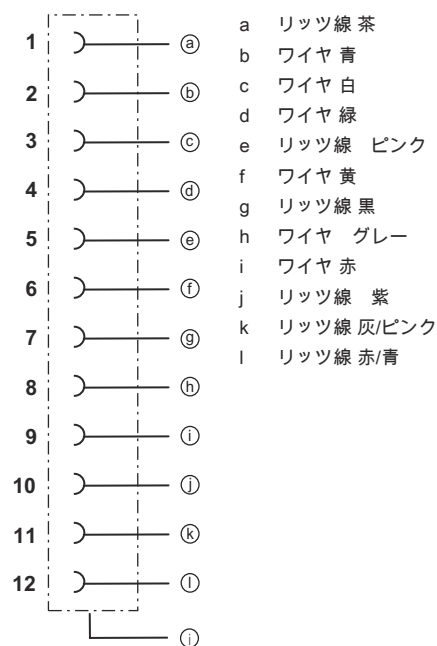 1 ⓐ
2 ⓑ
3 ⓒ
4 ⓓ
5 ⓔ
6 ⓕ
7 ⓖ
8 ⓗ
9 ⓘ
10 ⓙ
11 ⓚ
12 ⓛ
ⓘ
a リッツ線 茶
b ワイヤ 青
c ワイヤ 白
d ワイヤ 緑
e リッツ線　ピンク
f ワイヤ 黄
g リッツ線 黒
h ワイヤ　グレー
i ワイヤ 赤
j リッツ線　紫
k リッツ線 灰/ピンク
l リッツ線 赤/青